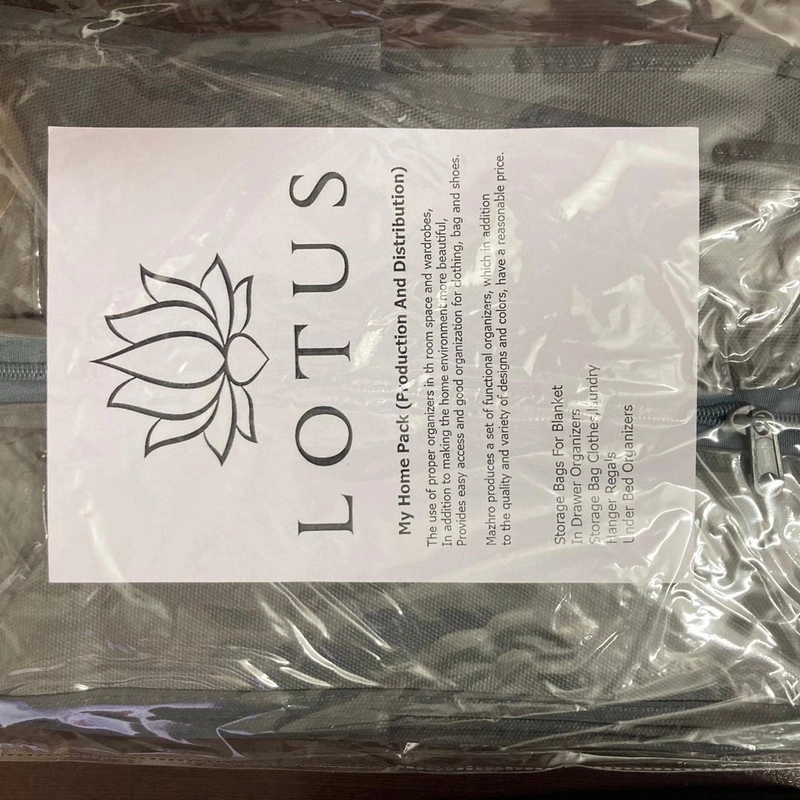 LOTUS
My Home Pack (Production And Distribution)
The use of proper organizers in th room space and wardrobes,
In addition to making the home environment more beautiful,
Provides easy access and good organization for clothing, bag and shoes.
Mazhro produces a set of functional organizers, which in addition
to the quality and variety of designs and colors, have a reasonable price.
Storage Bags For Blanket
In Drawer Organizers
Storage Bag Clothes,laundry
Hanger Regals
Under Bed Organizers